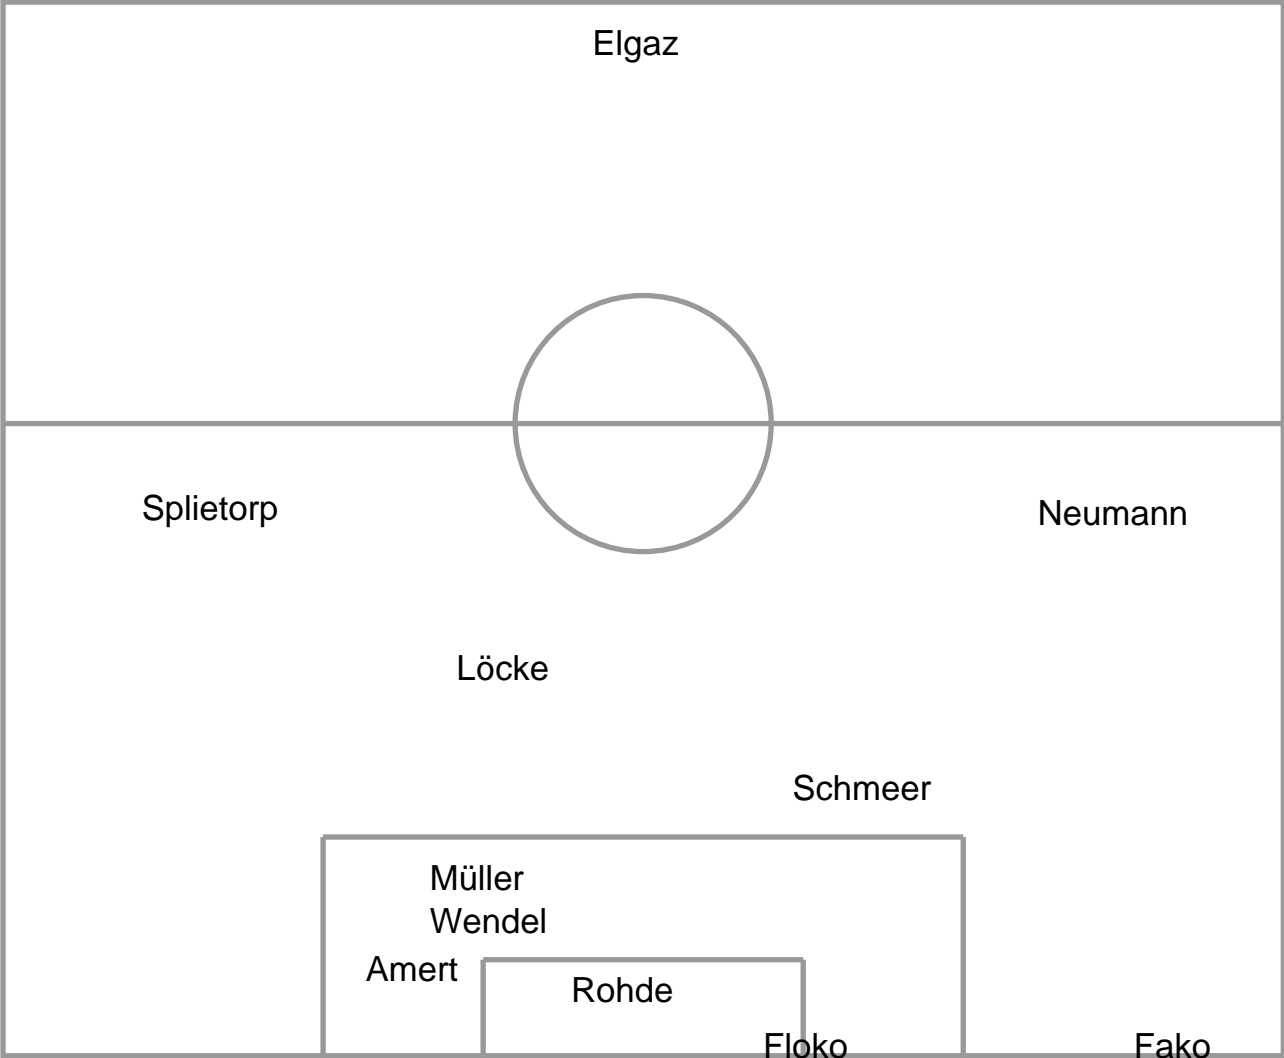 Elgaz
Splietorp
Neumann
Löcke
Schmeer
Müller
Wendel
Amert
Rohde
Floko
Fako